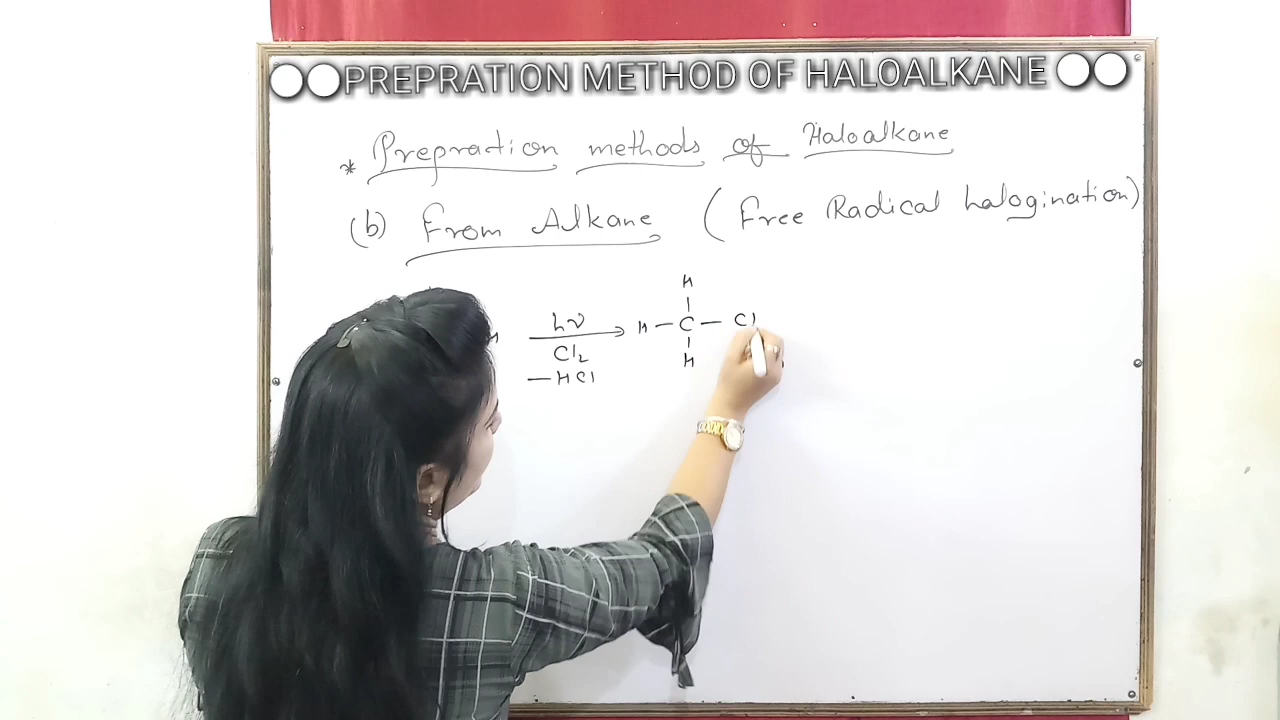 PREPRATION METHOD OF HALOALKANE
* Prepration methods of Haloalkane
(b) From Alkane (Free Radical halogination)
H
H hν H — C — Cl
Cl2 H
— HCl